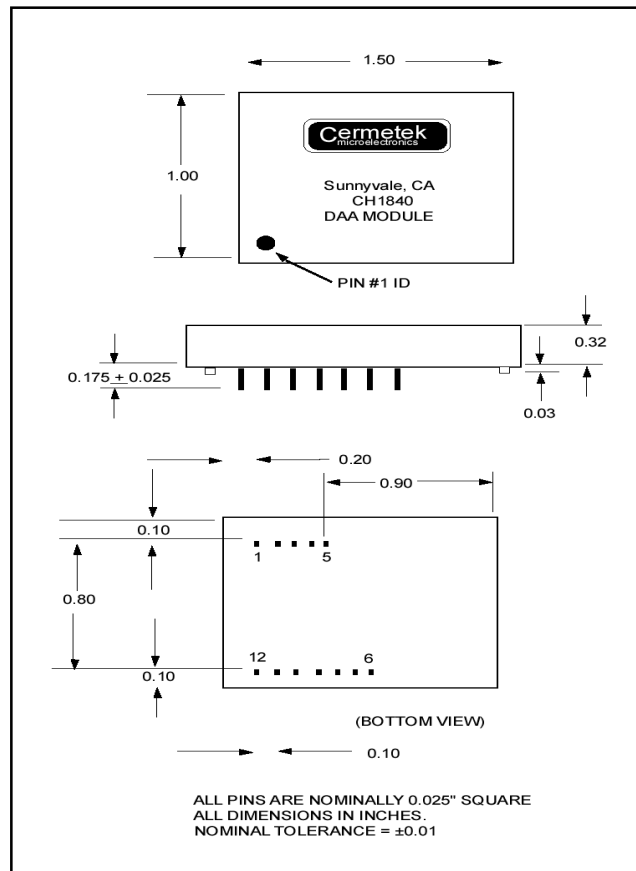 1.50
Cermetek
microelectronics
1.00
Sunnyvale, CA
CH1840
DAA MODULE
PIN #1 ID
0.32
0.175 ± 0.025
0.03
0.20
0.90
0.10
1 5
0.80
12 6
0.10
(BOTTOM VIEW)
0.10
ALL PINS ARE NOMINALLY 0.025" SQUARE
ALL DIMENSIONS IN INCHES.
NOMINAL TOLERANCE = ±0.01